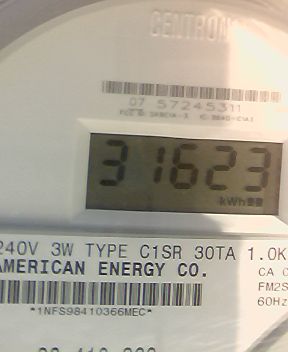 CENTRON
07 57245311
31623
kWh
240V 3W TYPE C1SR 30TA 1.0K
AMERICAN ENERGY CO.
CA
FM2S
60Hz
*1NFS98410366MEC*